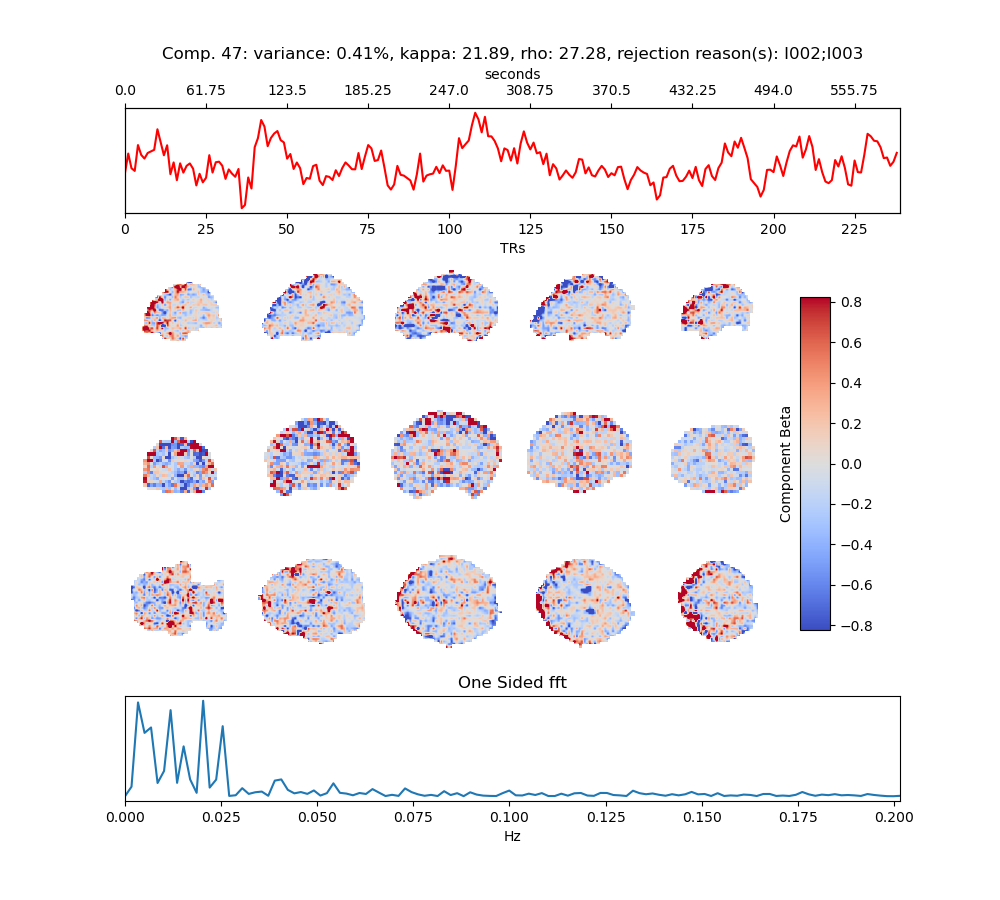 Comp. 47: variance: 0.41%, kappa: 21.89, rho: 27.28, rejection reason(s): I002;I003
seconds
0.0 61.75 123.5 185.25 247.0 308.75 370.5 432.25 494.0 555.75
0 25 50 75 100 125 150 175 200 225
TRs
0.8
0.6
0.4
0.2
0.0
−0.2
−0.4
−0.6
−0.8
Component Beta
One Sided fft
0.000 0.025 0.050 0.075 0.100 0.125 0.150 0.175 0.200
Hz